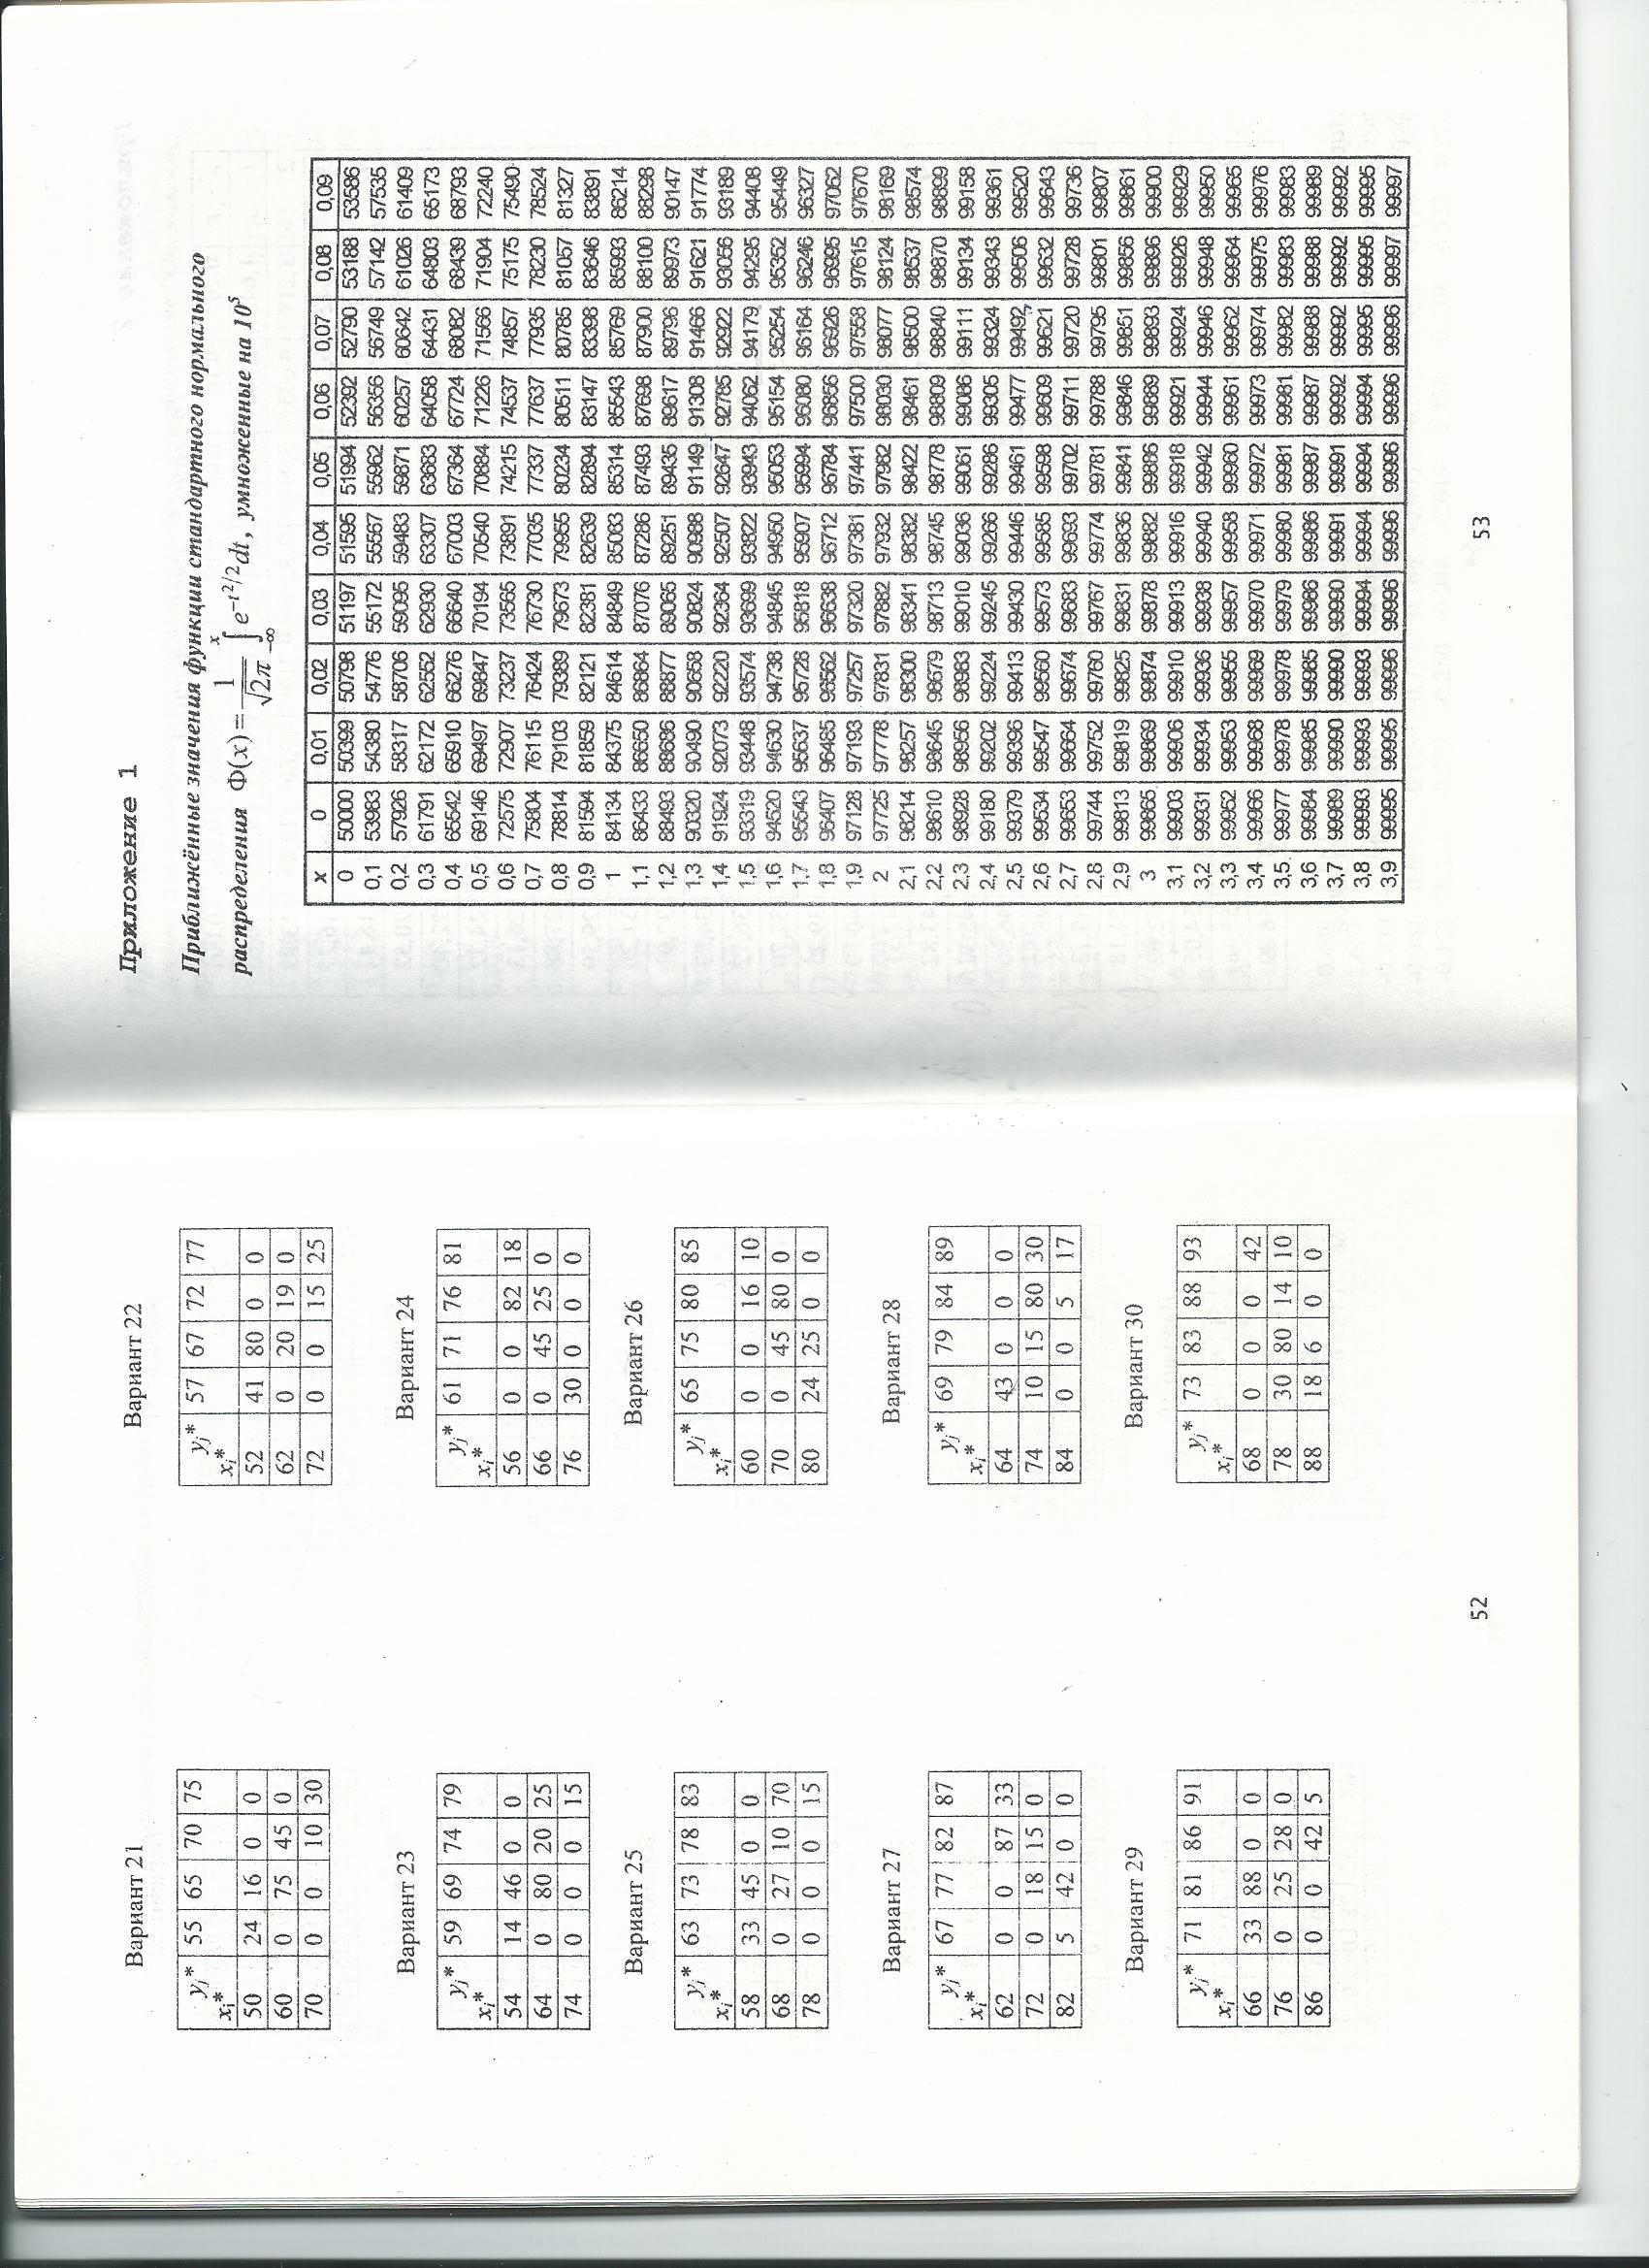 Вариант 21
yj* 55 65 70 75
xi*
50 24 16 0 0
60 0 75 45 0
70 0 0 10 30
Вариант 22
yj* 57 67 72 77
xi*
52 41 80 0 0
62 0 20 19 0
72 0 0 15 25
Вариант 23
yj* 59 69 74 79
xi*
54 14 46 0 0
64 0 80 20 25
74 0 0 0 15
Вариант 24
yj* 61 71 76 81
xi*
56 0 0 82 18
66 0 45 25 0
76 30 0 0 0
Вариант 25
yj* 63 73 78 83
xi*
58 33 45 0 0
68 0 27 10 70
78 0 0 0 15
Вариант 26
yj* 65 75 80 85
xi*
60 0 0 16 10
70 0 45 80 0
80 24 25 0 0
Вариант 27
yj* 67 77 82 87
xi*
62 0 0 87 33
72 0 18 15 0
82 5 42 0 0
Вариант 28
yj* 69 79 84 89
xi*
64 43 0 0 0
74 10 15 80 30
84 0 0 5 17
Вариант 29
yj* 71 81 86 91
xi*
66 33 88 0 0
76 0 25 28 0
86 0 0 42 5
Вариант 30
yj* 73 83 88 93
xi*
68 0 0 0 42
78 30 80 14 10
88 18 6 0 0
52
Приложение 1
Приближённые значения функции стандартного нормального
распределения Φ(x)=1/√2π ∫_{-∞}^{x} e^{-t²/2}dt, умноженные на 10⁵
x 0 0,01 0,02 0,03 0,04 0,05 0,06 0,07 0,08 0,09
0 50000 50399 50798 51197 51595 51994 52392 52790 53188 53586
0,1 53983 54380 54776 55172 55567 55962 56356 56749 57142 57535
0,2 57926 58317 58706 59095 59483 59871 60257 60642 61026 61409
0,3 61791 62172 62552 62930 63307 63683 64058 64431 64803 65173
0,4 65542 65910 66276 66640 67003 67364 67724 68082 68439 68793
0,5 69146 69497 69847 70194 70540 70884 71226 71566 71904 72240
0,6 72575 72907 73237 73565 73891 74215 74537 74857 75175 75490
0,7 75804 76115 76424 76730 77035 77337 77637 77935 78230 78524
0,8 78814 79103 79389 79673 79955 80234 80511 80785 81057 81327
0,9 81594 81859 82121 82381 82639 82894 83147 83398 83646 83891
1 84134 84375 84614 84849 85083 85314 85543 85769 85993 86214
1,1 86433 86650 86864 87076 87286 87493 87698 87900 88100 88298
1,2 88493 88686 88877 89065 89251 89435 89617 89796 89973 90147
1,3 90320 90490 90658 90824 90988 91149 91308 91466 91621 91774
1,4 91924 92073 92220 92364 92507 92647 92785 92922 93056 93189
1,5 93319 93448 93574 93699 93822 93943 94062 94179 94295 94408
1,6 94520 94630 94738 94845 94950 95053 95154 95254 95352 95449
1,7 95543 95637 95728 95818 95907 95994 96080 96164 96246 96327
1,8 96407 96485 96562 96638 96712 96784 96856 96926 96995 97062
1,9 97128 97193 97257 97320 97381 97441 97500 97558 97615 97670
2 97725 97778 97831 97882 97932 97982 98030 98077 98124 98169
2,1 98214 98257 98300 98341 98382 98422 98461 98500 98537 98574
2,2 98610 98645 98679 98713 98745 98778 98809 98840 98870 98899
2,3 98928 98956 98983 99010 99036 99061 99086 99111 99134 99158
2,4 99180 99202 99224 99245 99266 99286 99305 99324 99343 99361
2,5 99379 99396 99413 99430 99446 99461 99477 99492 99506 99520
2,6 99534 99547 99560 99573 99585 99598 99609 99621 99632 99643
2,7 99653 99664 99674 99683 99693 99702 99711 99720 99728 99736
2,8 99744 99752 99760 99767 99774 99781 99788 99795 99801 99807
2,9 99813 99819 99825 99831 99836 99841 99846 99851 99856 99861
3 99865 99869 99874 99878 99882 99886 99889 99893 99896 99900
3,1 99903 99906 99910 99913 99916 99918 99921 99924 99926 99929
3,2 99931 99934 99936 99938 99940 99942 99944 99946 99948 99950
3,3 99952 99953 99955 99957 99958 99960 99961 99962 99964 99965
3,4 99966 99968 99969 99970 99971 99972 99973 99974 99975 99976
3,5 99977 99978 99978 99979 99980 99981 99981 99982 99983 99983
3,6 99984 99985 99985 99986 99986 99987 99987 99988 99988 99989
3,7 99989 99990 99990 99990 99991 99991 99992 99992 99992 99992
3,8 99993 99993 99993 99994 99994 99994 99994 99995 99995 99995
3,9 99995 99995 99996 99996 99996 99996 99996 99996 99997 99997
53